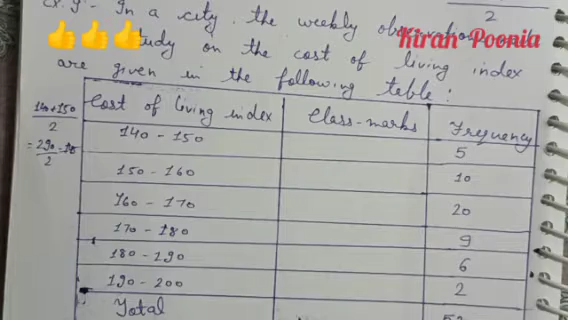 Ex.9:- In a city, the weekly observations
2
study on the cost of living index
Kiran Poonia
are given in the following table:
Cost of living index Class-marks Frequency
140+150
2
140 - 150 5
= 290
2
150 - 160 10
160 - 170 20
170 - 180 9
180 - 190 6
190 - 200 2
Total